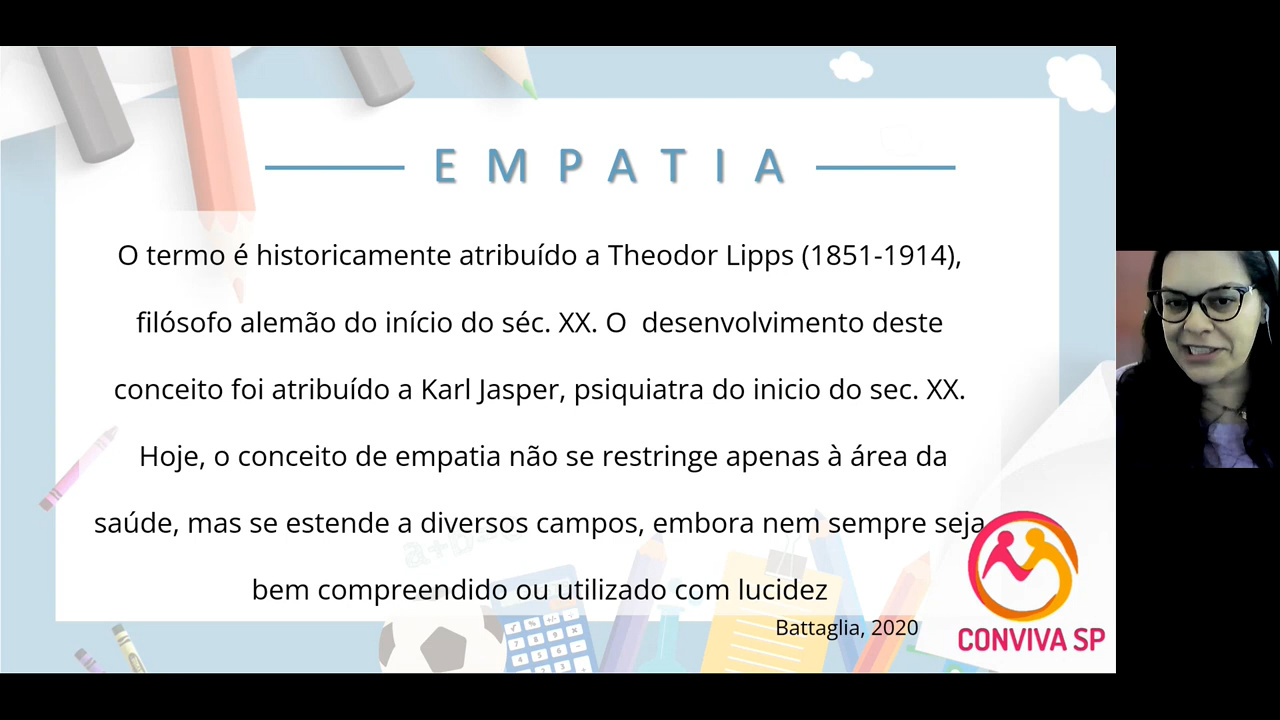 EMPATIA
O termo é historicamente atribuído a Theodor Lipps (1851-1914),
filósofo alemão do início do séc. XX. O desenvolvimento deste
conceito foi atribuído a Karl Jasper, psiquiatra do inicio do sec. XX.
Hoje, o conceito de empatia não se restringe apenas à área da
saúde, mas se estende a diversos campos, embora nem sempre seja
bem compreendido ou utilizado com lucidez
Battaglia, 2020
CONVIVA SP